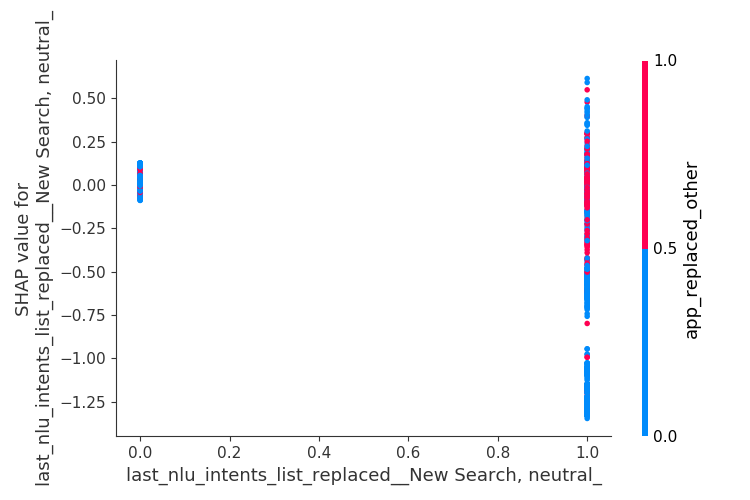 SHAP value for
last_nlu_intents_list_replaced__New Search, neutral_
0.50
0.25
0.00
−0.25
−0.50
−0.75
−1.00
−1.25
0.0 0.2 0.4 0.6 0.8 1.0
last_nlu_intents_list_replaced__New Search, neutral_
1.0
0.5
0.0
app_replaced_other